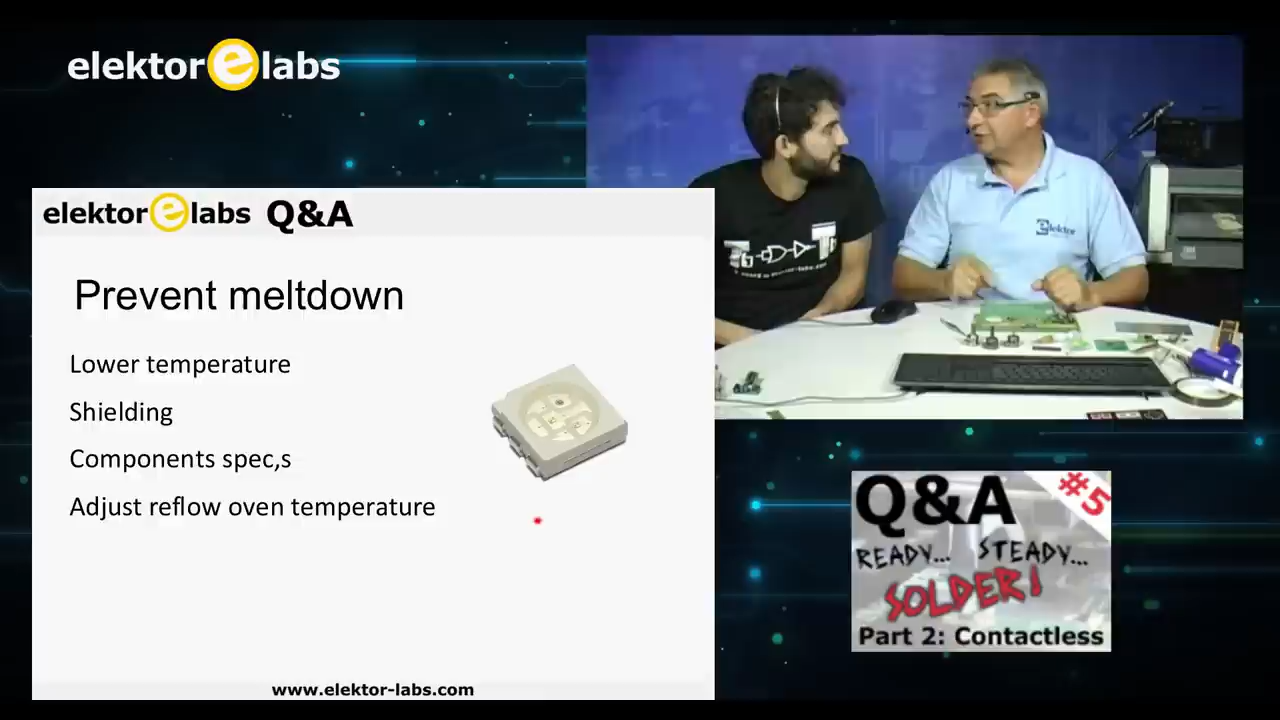 elektor e labs
elektor e labs Q&A
Prevent meltdown
Lower temperature
Shielding
Components spec,s
Adjust reflow oven temperature
www.elektor-labs.com
elektor
Q&A
#5
READY... STEADY...
SOLDER!
Part 2: Contactless